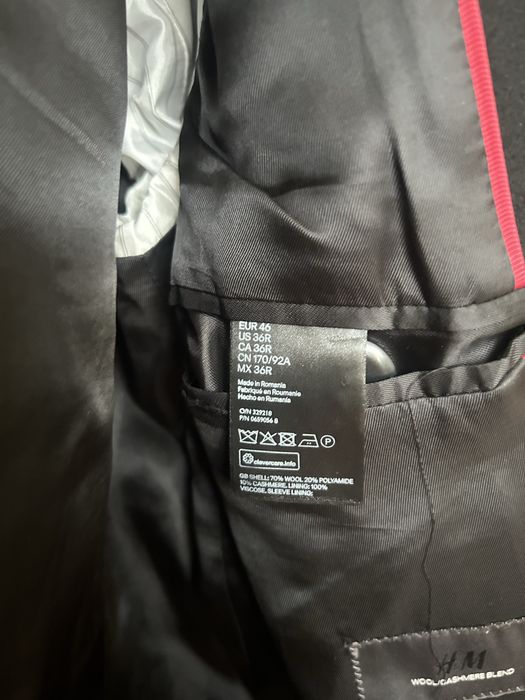 EUR 46
US 36R
CA 36R
CN 170/92A
MX 36R
Made in Romania
Fabriqué en Roumanie
Hecho en Rumania
O/N 329218
P/N 0659056 8
P
clevercare.info
GB SHELL: 70% WOOL 20% POLYAMIDE
10% CASHMERE. LINING: 100%
VISCOSE. SLEEVE LINING:
H M
WOOL/CASHMERE BLEND